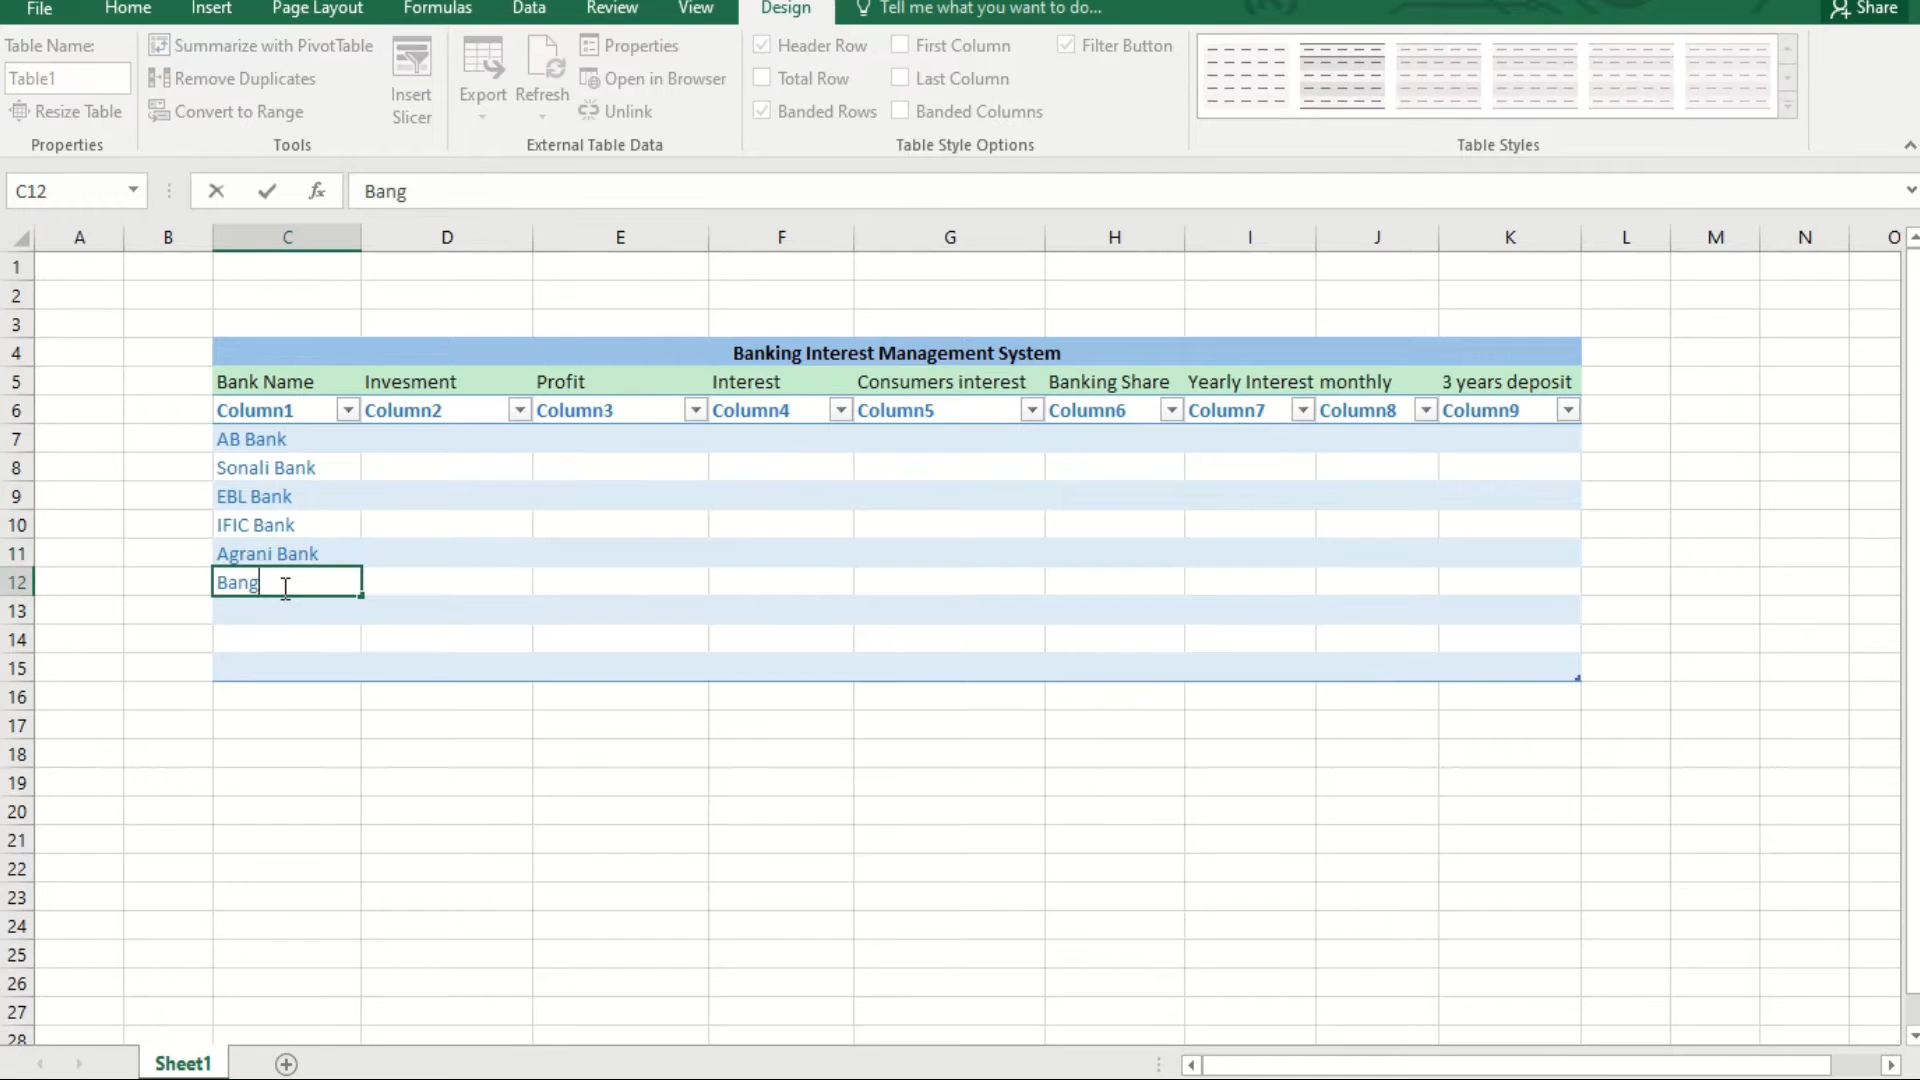 File Home Insert Page Layout Formulas Data Review View Design Tell me what you want to do... Share
Table Name: Summarize with PivotTable Properties Header Row First Column Filter Button
Table1 Remove Duplicates Insert Slicer Export Refresh Open in Browser Total Row Last Column
Resize Table Convert to Range Unlink Banded Rows Banded Columns
Properties Tools External Table Data Table Style Options Table Styles
C12 fx Bang
A B C D E F G H I J K L M N O
1
2
3
4 Banking Interest Management System
5 Bank Name Invesment Profit Interest Consumers interest Banking Share Yearly Interest monthly 3 years deposit
6 Column1 Column2 Column3 Column4 Column5 Column6 Column7 Column8 Column9
7 AB Bank
8 Sonali Bank
9 EBL Bank
10 IFIC Bank
11 Agrani Bank
12 Bang
13
14
15
16
17
18
19
20
21
22
23
24
25
26
27
28
Sheet1